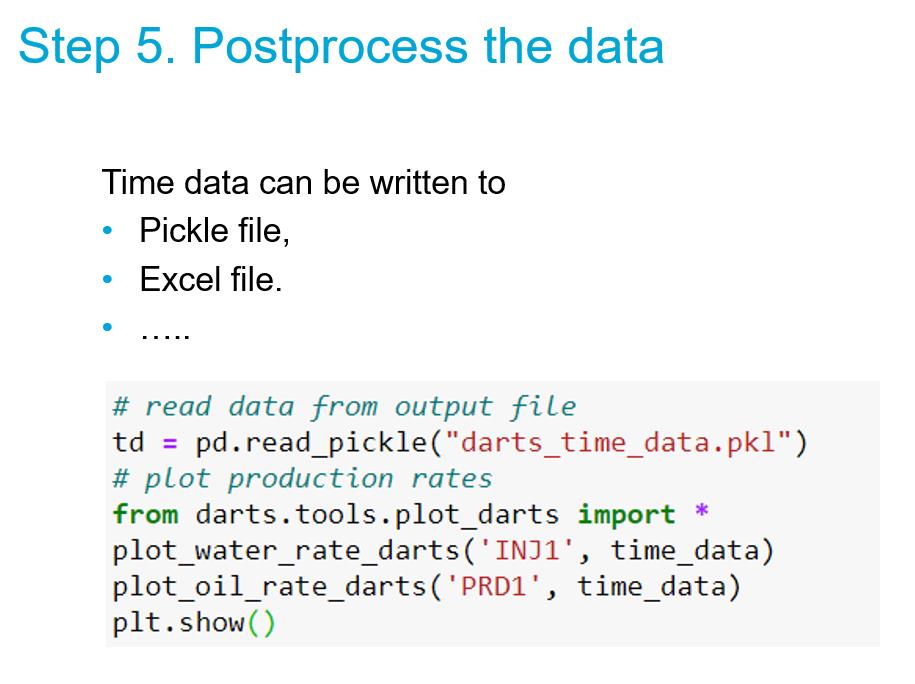 Step 5. Postprocess the data
Time data can be written to
• Pickle file,
• Excel file.
• …..
# read data from output file
td = pd.read_pickle("darts_time_data.pkl")
# plot production rates
from darts.tools.plot_darts import *
plot_water_rate_darts('INJ1', time_data)
plot_oil_rate_darts('PRD1', time_data)
plt.show()